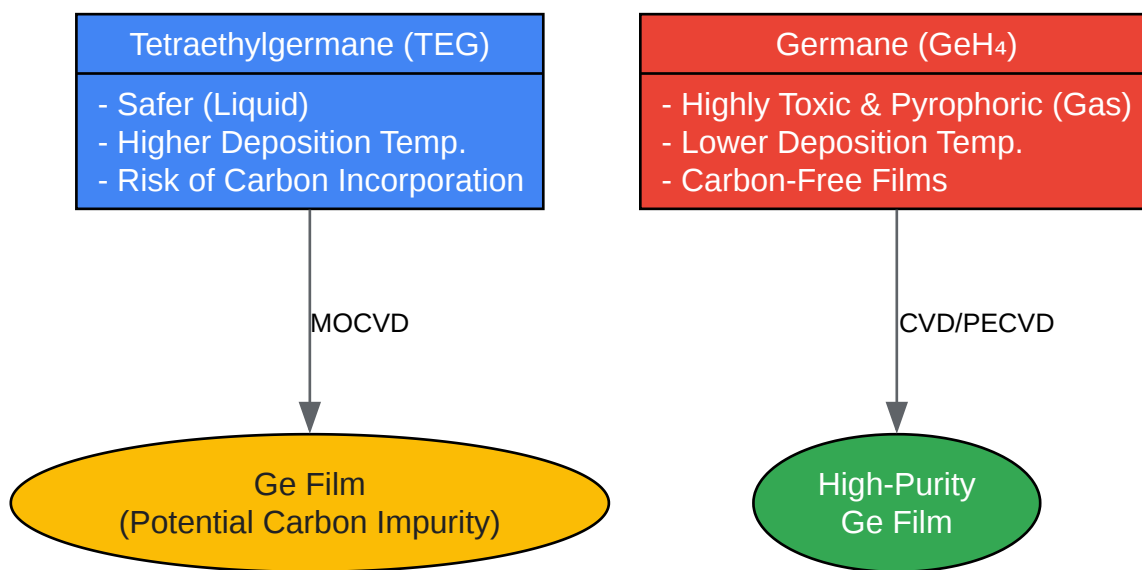 Tetraethylgermane (TEG)
- Safer (Liquid)
- Higher Deposition Temp.
- Risk of Carbon Incorporation
Germane (GeH₄)
- Highly Toxic & Pyrophoric (Gas)
- Lower Deposition Temp.
- Carbon-Free Films
MOCVD
CVD/PECVD
Ge Film
(Potential Carbon Impurity)
High-Purity
Ge Film